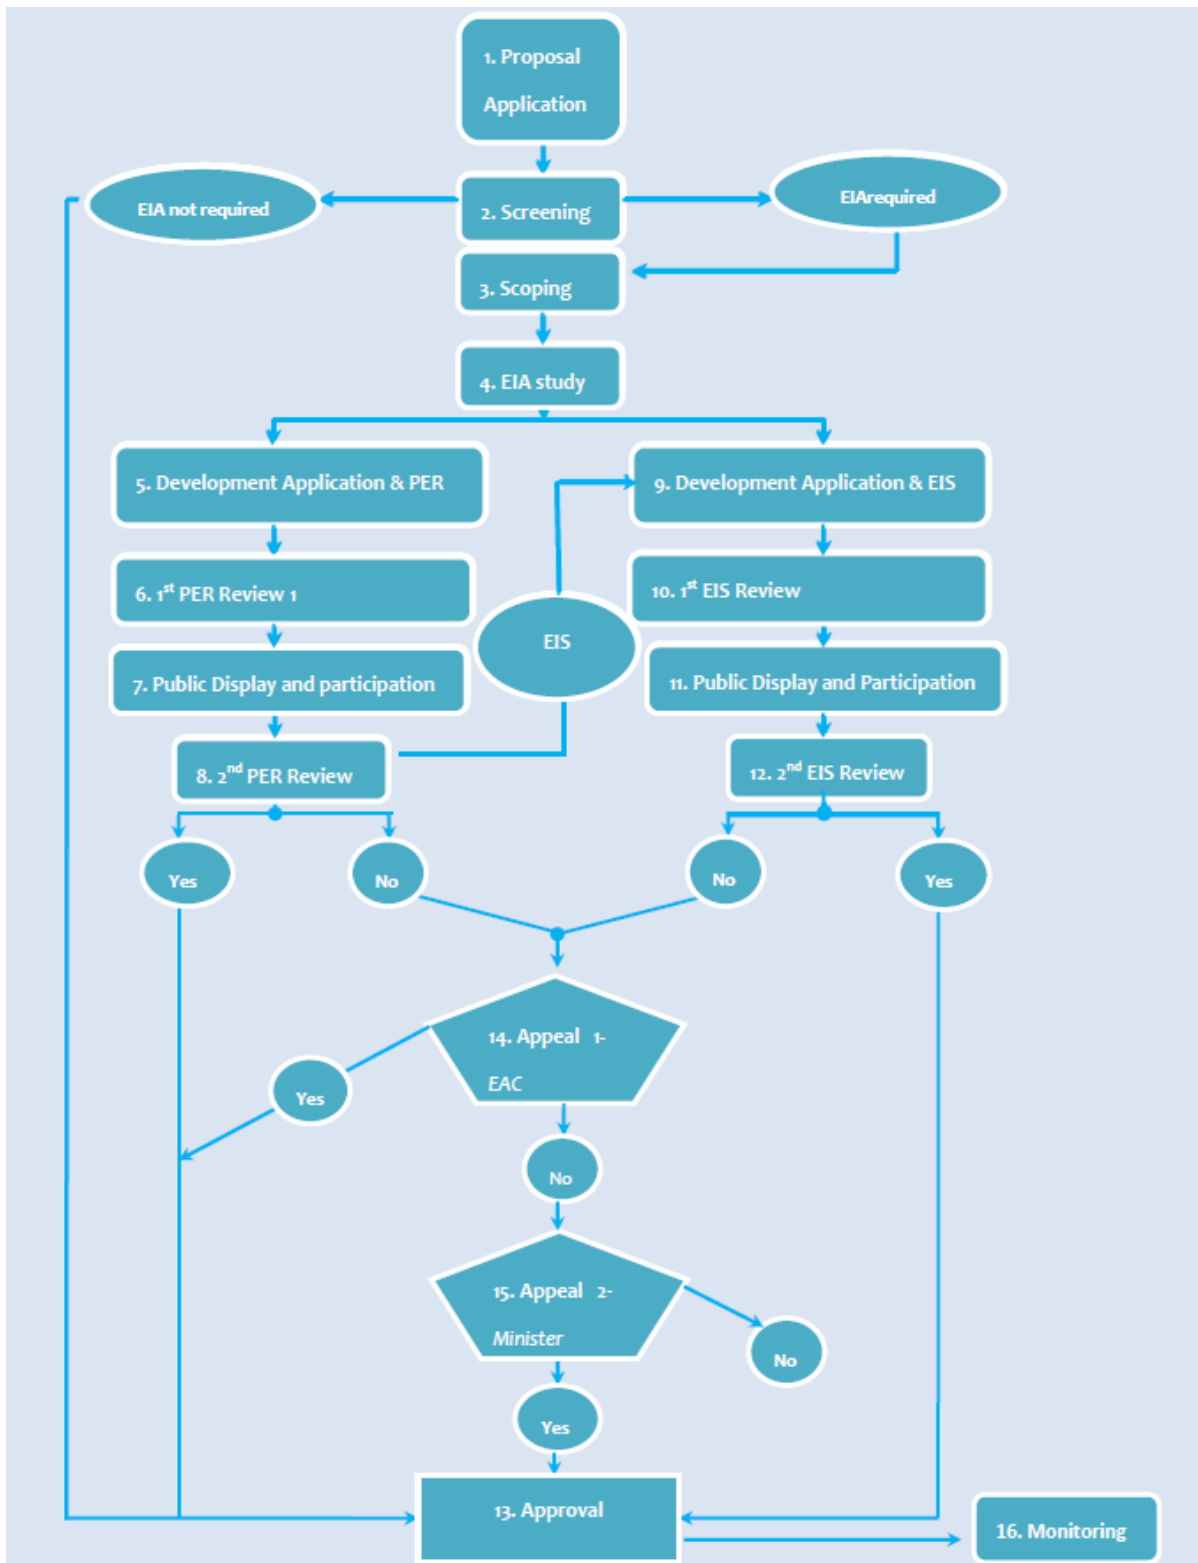 1. Proposal
Application
EIA not required
2. Screening
EIArequired
3. Scoping
4. EIA study
5. Development Application & PER
9. Development Application & EIS
6. 1st PER Review 1
10. 1st EIS Review
EIS
7. Public Display and participation
11. Public Display and Participation
8. 2nd PER Review
12. 2nd EIS Review
Yes
No
No
Yes
14. Appeal 1-
EAC
Yes
No
15. Appeal 2-
Minister
No
Yes
13. Approval
16. Monitoring